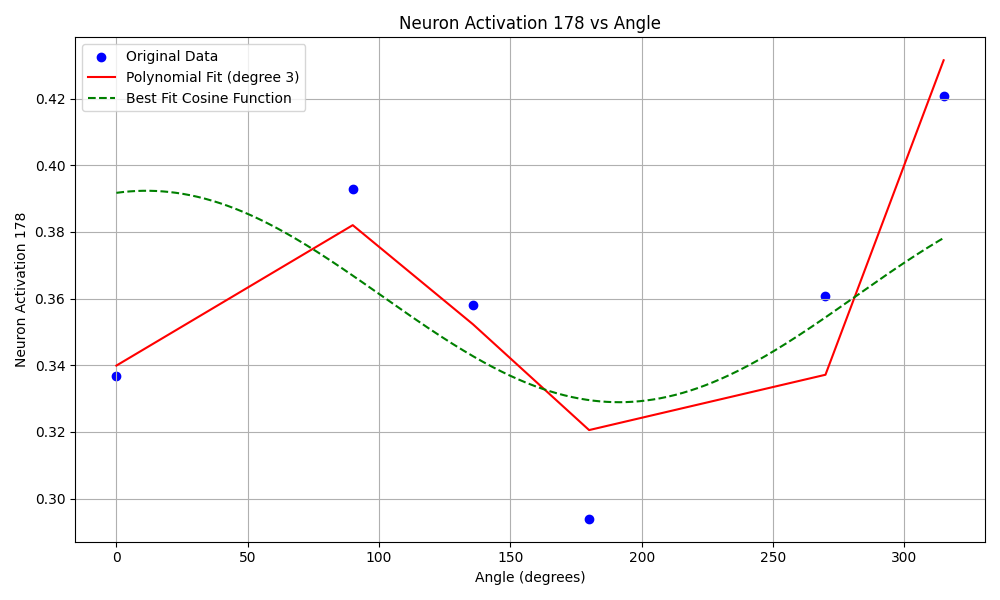 Neuron Activation 178 vs Angle
Original Data
Polynomial Fit (degree 3)
Best Fit Cosine Function
Neuron Activation 178
0.42
0.40
0.38
0.36
0.34
0.32
0.30
0
50
100
150
200
250
300
Angle (degrees)